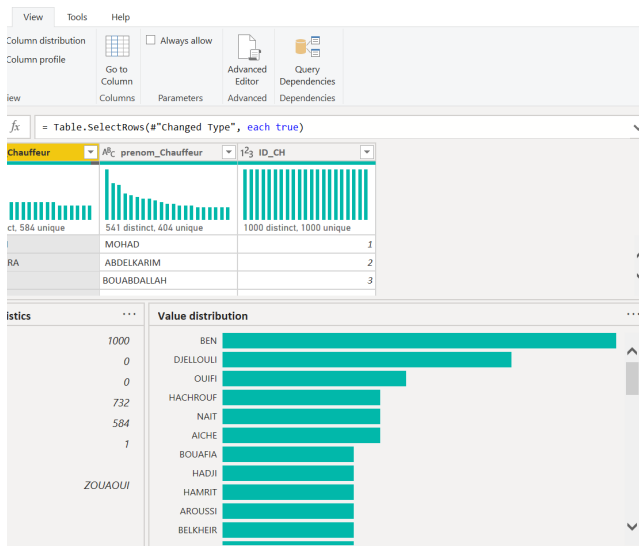 View Tools Help
Column distribution
Column profile
Go to
Column
Always allow
Advanced
Editor
Query
Dependencies
iew
Columns
Parameters
Advanced
Dependencies
fx = Table.SelectRows(#"Changed Type", each true)
Chauffeur
ABC prenom_Chauffeur
123 ID_CH
ct, 584 unique
541 distinct, 404 unique
1000 distinct, 1000 unique
MOHAD 1
RA ABDELKARIM 2
BOUABDALLAH 3
istics ...
1000
0
0
732
584
1
ZOUAOUI
Value distribution ...
BEN
DJELLOULI
OUIFI
HACHROUF
NAIT
AICHE
BOUAFIA
HADJI
HAMRIT
AROUSSI
BELKHEIR